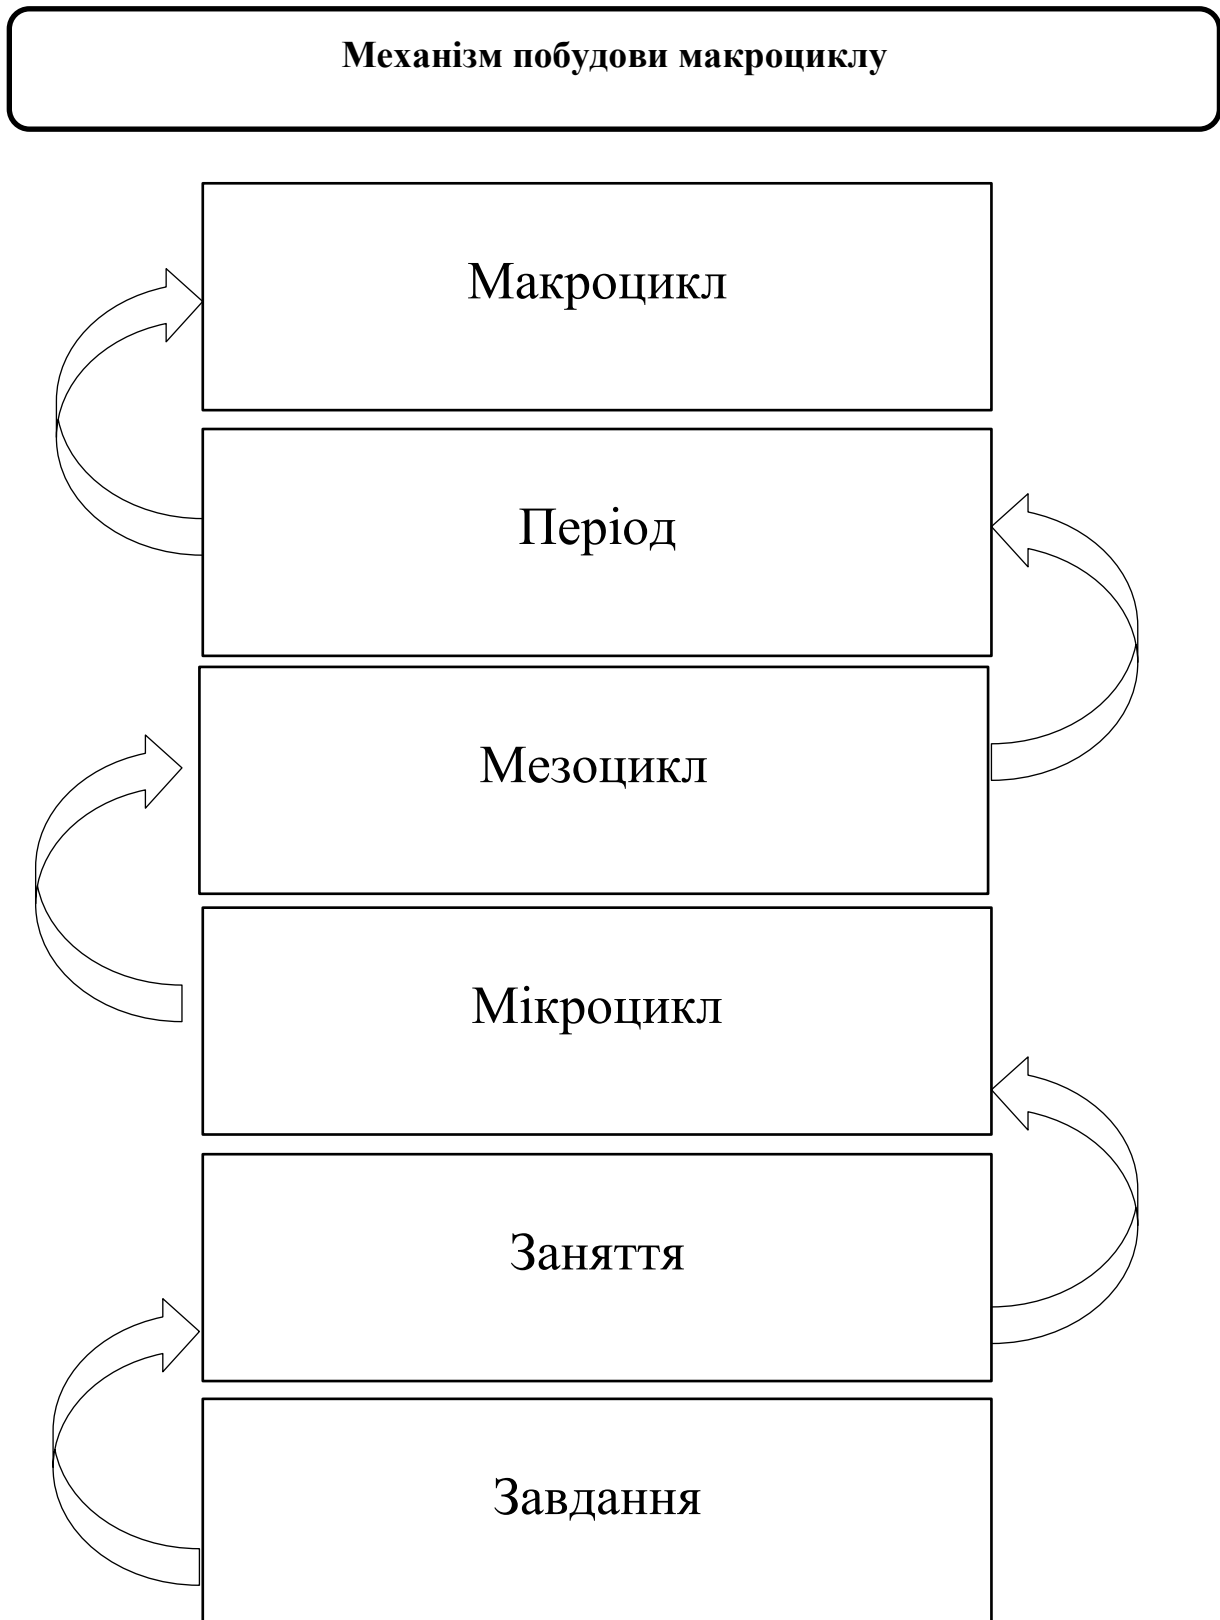 Механізм побудови макроциклу
Макроцикл
Період
Мезоцикл
Мікроцикл
Заняття
Завдання